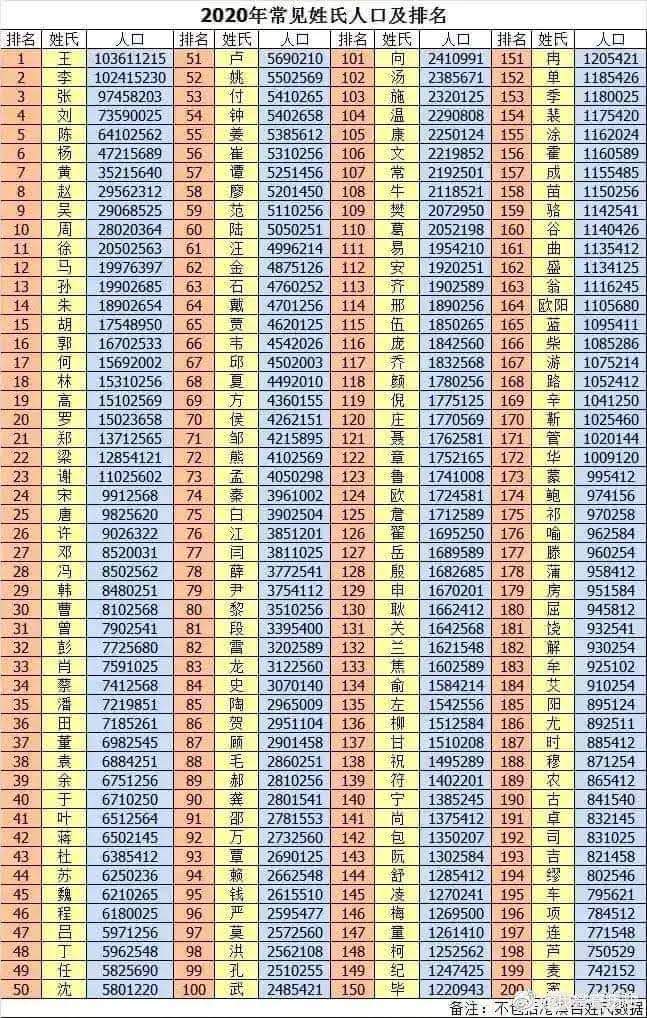 2020年常见姓氏人口及排名
排名 姓氏 人口 排名 姓氏 人口 排名 姓氏 人口 排名 姓氏 人口
1 王 103611215 51 卢 5690210 101 向 2410991 151 冉 1205421
2 李 102415230 52 姚 5502569 102 汤 2385671 152 单 1185426
3 张 97458203 53 付 5410265 103 施 2320125 153 季 1180025
4 刘 73590025 54 钟 5402658 104 温 2290808 154 裴 1175420
5 陈 64102562 55 姜 5385612 105 康 2250124 155 涂 1162024
6 杨 47215689 56 崔 5310256 106 文 2219852 156 霍 1160589
7 黄 35215640 57 谭 5251456 107 常 2192501 157 成 1155485
8 赵 29562312 58 廖 5201450 108 牛 2118521 158 苗 1150256
9 吴 29068525 59 范 5110256 109 樊 2072950 159 骆 1142541
10 周 28020364 60 陆 5050251 110 葛 2052198 160 谷 1140426
11 徐 20502563 61 汪 4996214 111 易 1954210 161 曲 1135412
12 马 19976397 62 金 4875126 112 安 1920251 162 盛 1134125
13 孙 19902685 63 石 4760252 113 齐 1902589 163 翁 1116245
14 朱 18902654 64 戴 4701256 114 邢 1890256 164 欧阳 1105680
15 胡 17548950 65 贾 4620125 115 伍 1850265 165 蓝 1095411
16 郭 16702533 66 韦 4542026 116 庞 1842560 166 柴 1085286
17 何 15692002 67 邱 4502003 117 乔 1832568 167 游 1075214
18 林 15310256 68 夏 4492010 118 颜 1780256 168 路 1052412
19 高 15102569 69 方 4360155 119 倪 1775125 169 辛 1041250
20 罗 15023658 70 侯 4262151 120 庄 1770569 170 靳 1025460
21 郑 13712565 71 邹 4215895 121 聂 1762581 171 管 1020144
22 梁 12854121 72 熊 4102569 122 章 1752165 172 华 1009120
23 谢 11025602 73 孟 4050298 123 鲁 1741008 173 蒙 995412
24 宋 9912568 74 秦 3961002 124 欧 1724581 174 鲍 974156
25 唐 9825620 75 白 3902504 125 詹 1712589 175 祁 970258
26 许 9026322 76 江 3851201 126 翟 1695250 176 喻 962584
27 邓 8520031 77 闫 3811025 127 岳 1689589 177 滕 960254
28 冯 8502562 78 薛 3772541 128 殷 1682685 178 蒲 958412
29 韩 8480251 79 尹 3754112 129 申 1670201 179 房 951584
30 曹 8102568 80 黎 3510256 130 耿 1662412 180 屈 945812
31 曾 7902541 81 段 3395400 131 关 1642568 181 饶 932541
32 彭 7725680 82 雷 3202589 132 兰 1621548 182 解 930254
33 肖 7591025 83 龙 3122560 133 焦 1602589 183 牟 925102
34 蔡 7412568 84 史 3070140 134 俞 1584214 184 艾 910254
35 潘 7219851 85 陶 2965009 135 左 1542556 185 阳 895124
36 田 7185261 86 贺 2951104 136 柳 1512584 186 尤 892511
37 董 6982545 87 顾 2901458 137 甘 1510208 187 时 885412
38 袁 6884251 88 毛 2860251 138 祝 1495289 188 穆 871254
39 余 6751256 89 郝 2810256 139 符 1402201 189 农 865412
40 于 6710250 90 龚 2801541 140 宁 1385245 190 古 841540
41 叶 6512564 91 邵 2781553 141 尚 1375412 191 卓 832145
42 蒋 6502145 92 万 2732560 142 包 1350207 192 司 831025
43 杜 6385412 93 覃 2690125 143 阮 1302584 193 吉 821458
44 苏 6250236 94 赖 2662548 144 舒 1285412 194 缪 802546
45 魏 6210265 95 钱 2615510 145 凌 1270241 195 车 795621
46 程 6180025 96 严 2595477 146 梅 1269500 196 项 784512
47 吕 5971256 97 莫 2572560 147 童 1261410 197 连 771548
48 丁 5962548 98 洪 2562108 148 柯 1252562 198 芦 750529
49 任 5825690 99 孔 2510255 149 纪 1247425 199 麦 742152
50 沈 5801220 100 武 2485421 150 毕 1220943 200 721259
备注：不包括港澳台姓氏数据